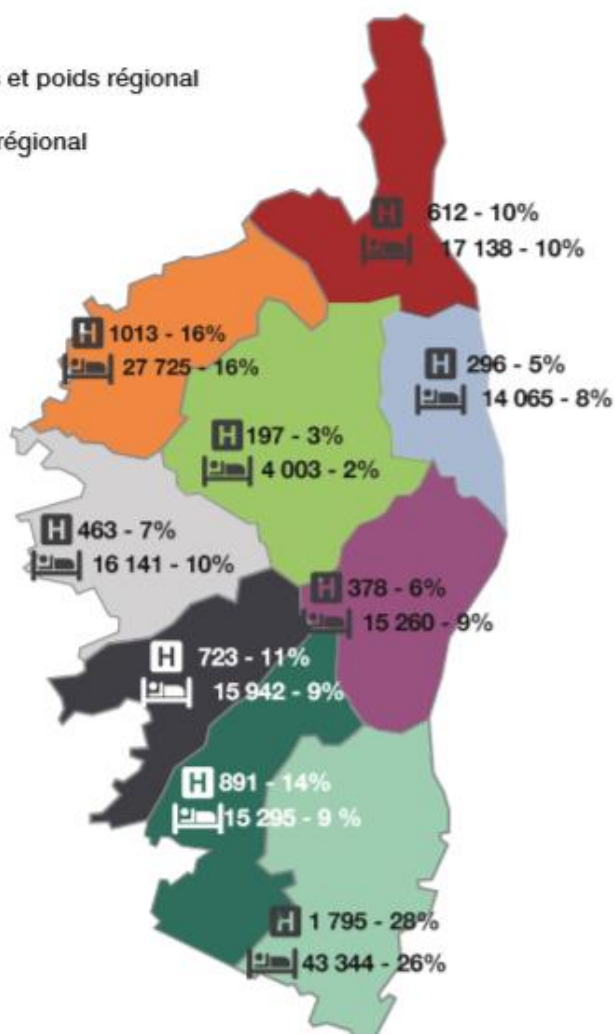 et poids régional
régional
H 612 - 10%
17 138 - 10%
H 1013 - 16%
27 725 - 16%
H 296 - 5%
14 065 - 8%
H 197 - 3%
4 003 - 2%
H 463 - 7%
16 141 - 10%
H 378 - 6%
15 260 - 9%
H 723 - 11%
15 942 - 9%
H 891 - 14%
15 295 - 9 %
H 1 795 - 28%
43 344 - 26%